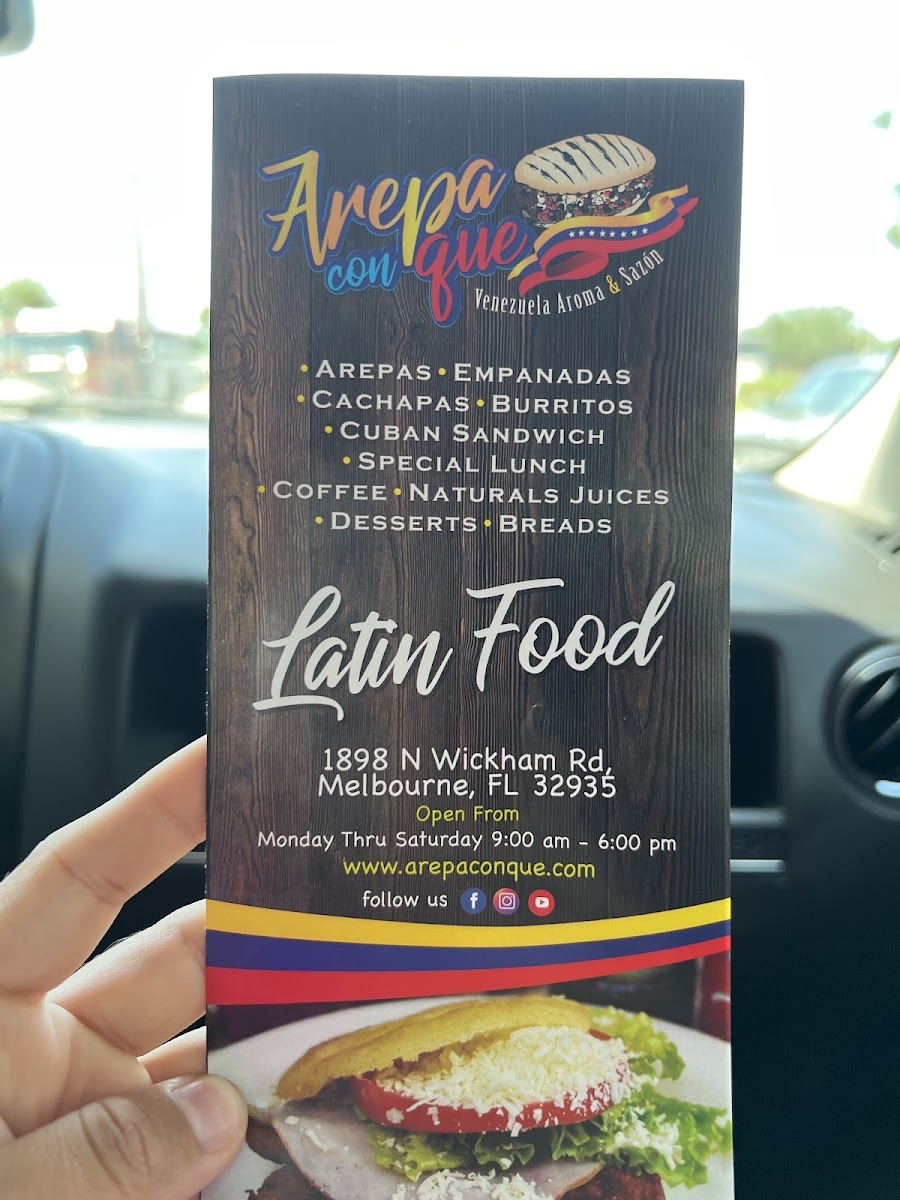 Arepa
con que
Venezuela Aroma & Sazón
• AREPAS • EMPANADAS
• CACHAPAS • BURRITOS
• CUBAN SANDWICH
• SPECIAL LUNCH
• COFFEE • NATURALS JUICES
• DESSERTS • BREADS
Latin Food
1898 N Wickham Rd,
Melbourne, FL 32935
Open From
Monday Thru Saturday 9:00 am - 6:00 pm
www.arepaconque.com
follow us